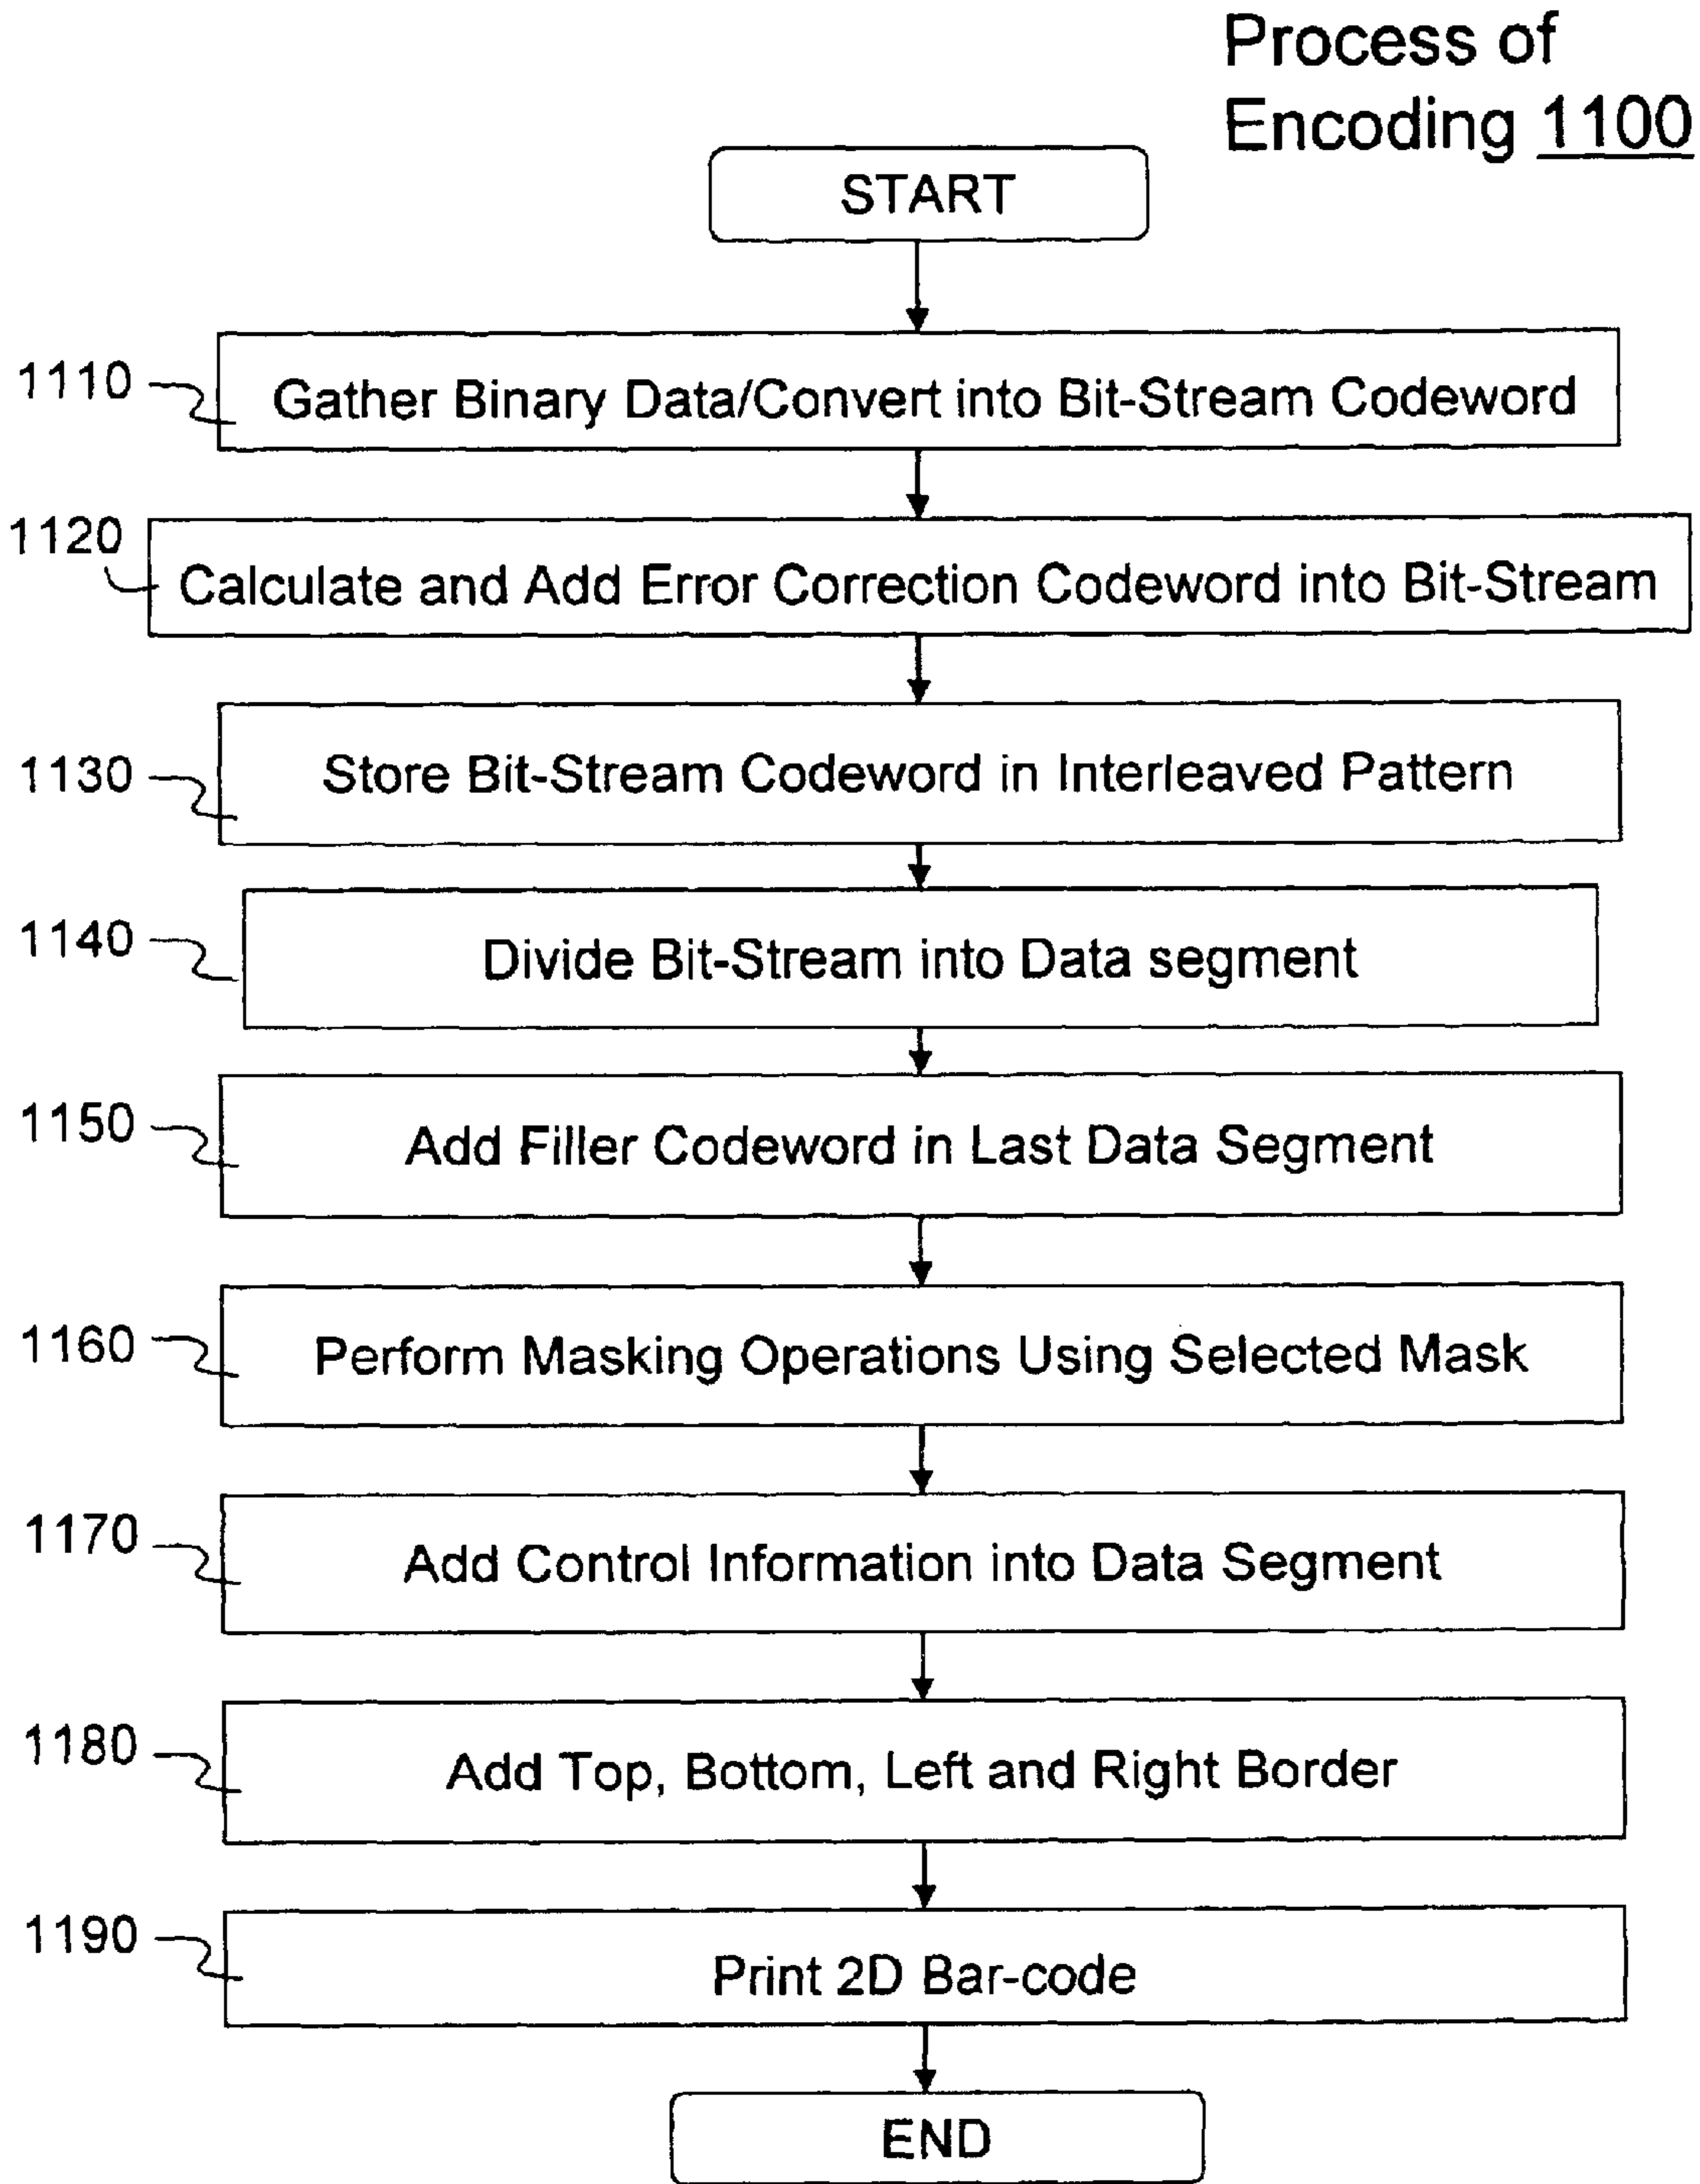 Process of
Encoding 1100
START
1110
Gather Binary Data/Convert into Bit-Stream Codeword
1120
Calculate and Add Error Correction Codeword into Bit-Stream
1130
Store Bit-Stream Codeword in Interleaved Pattern
1140
Divide Bit-Stream into Data segment
1150
Add Filler Codeword in Last Data Segment
1160
Perform Masking Operations Using Selected Mask
1170
Add Control Information into Data Segment
1180
Add Top, Bottom, Left and Right Border
1190
Print 2D Bar-code
END